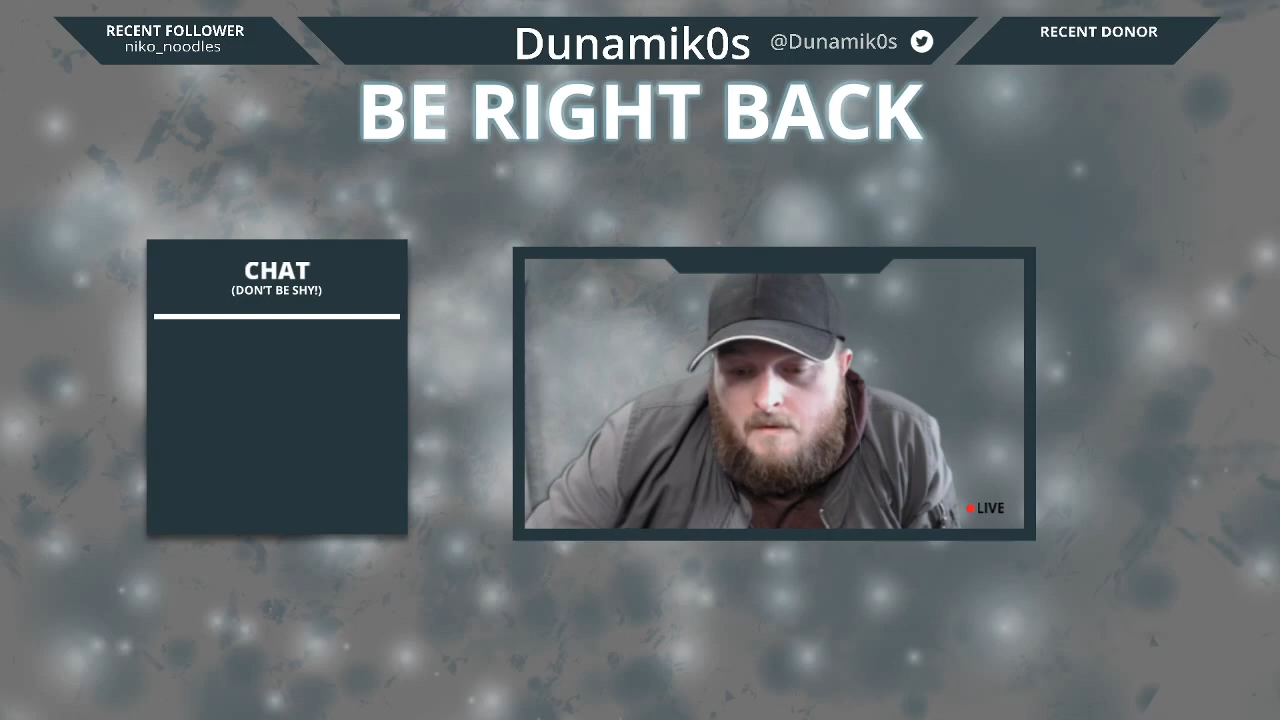 RECENT FOLLOWER
niko_noodles
Dunamik0s @Dunamik0s
RECENT DONOR
BE RIGHT BACK
CHAT
(DON'T BE SHY!)
LIVE